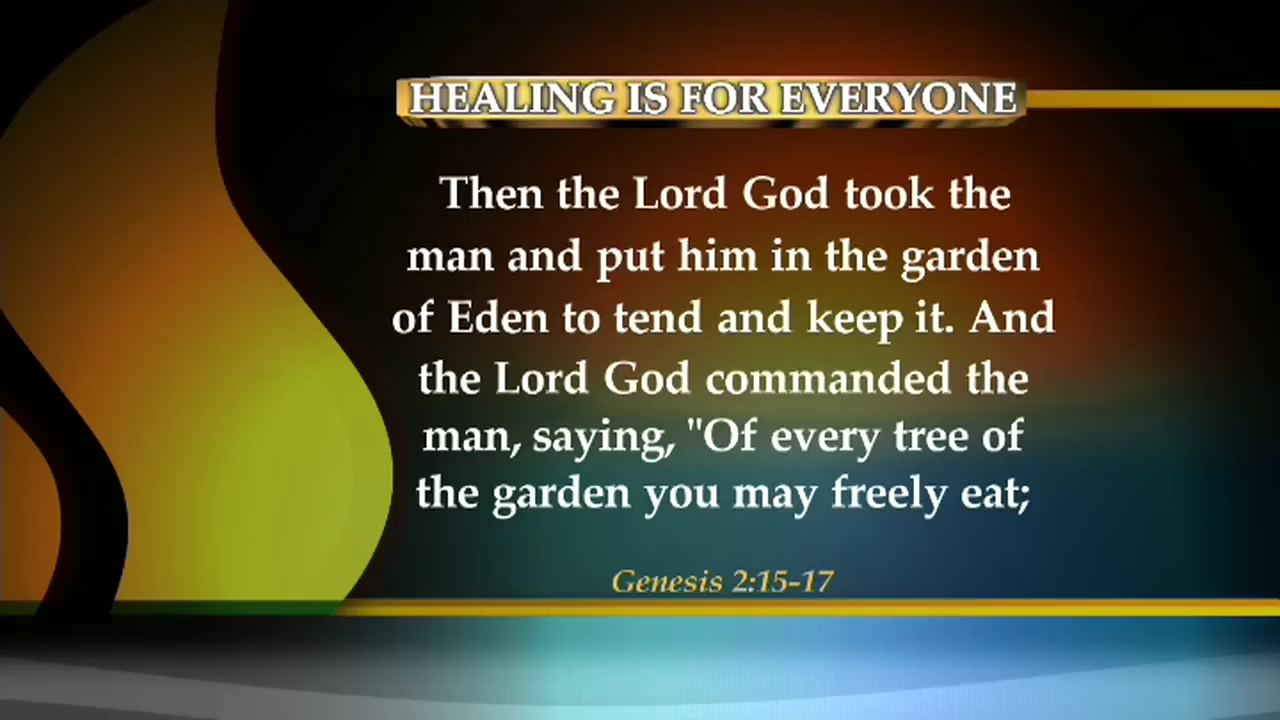 HEALING IS FOR EVERYONE
Then the Lord God took the
man and put him in the garden
of Eden to tend and keep it. And
the Lord God commanded the
man, saying, "Of every tree of
the garden you may freely eat;
Genesis 2:15-17